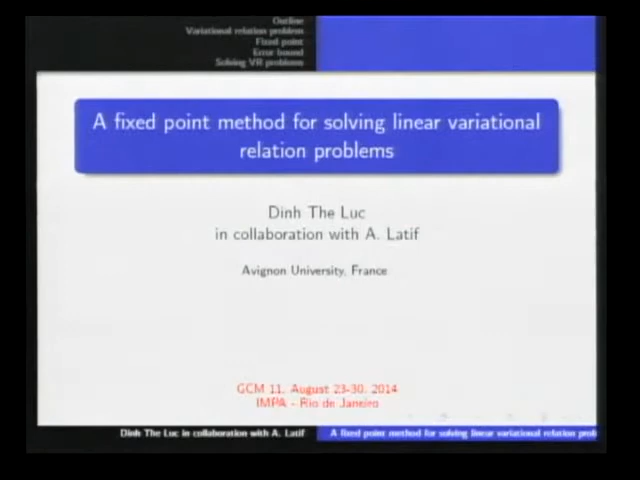 Outline
Variational relation problem
Fixed point
Error bound
Solving VR problems
A fixed point method for solving linear variational
relation problems
Dinh The Luc
in collaboration with A. Latif
Avignon University, France
GCM 11, August 23-30, 2014
IMPA - Rio de Janeiro
Dinh The Luc in collaboration with A. Latif
A fixed point method for solving linear variational relation prob